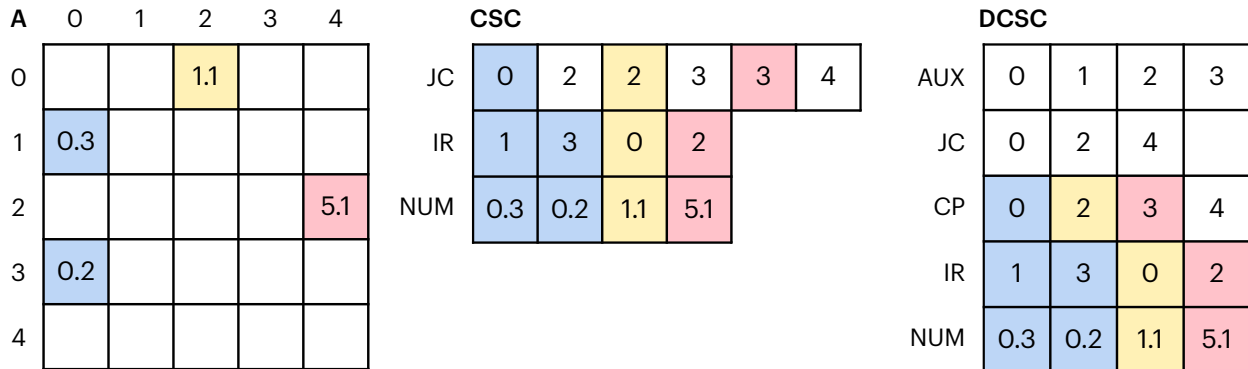 A 0 1 2 3 4
0 1.1
1 0.3
2 5.1
3 0.2
4
CSC
JC 0 2 2 3 3 4
IR 1 3 0 2
NUM 0.3 0.2 1.1 5.1
DCSC
AUX 0 1 2 3
JC 0 2 4
CP 0 2 3 4
IR 1 3 0 2
NUM 0.3 0.2 1.1 5.1